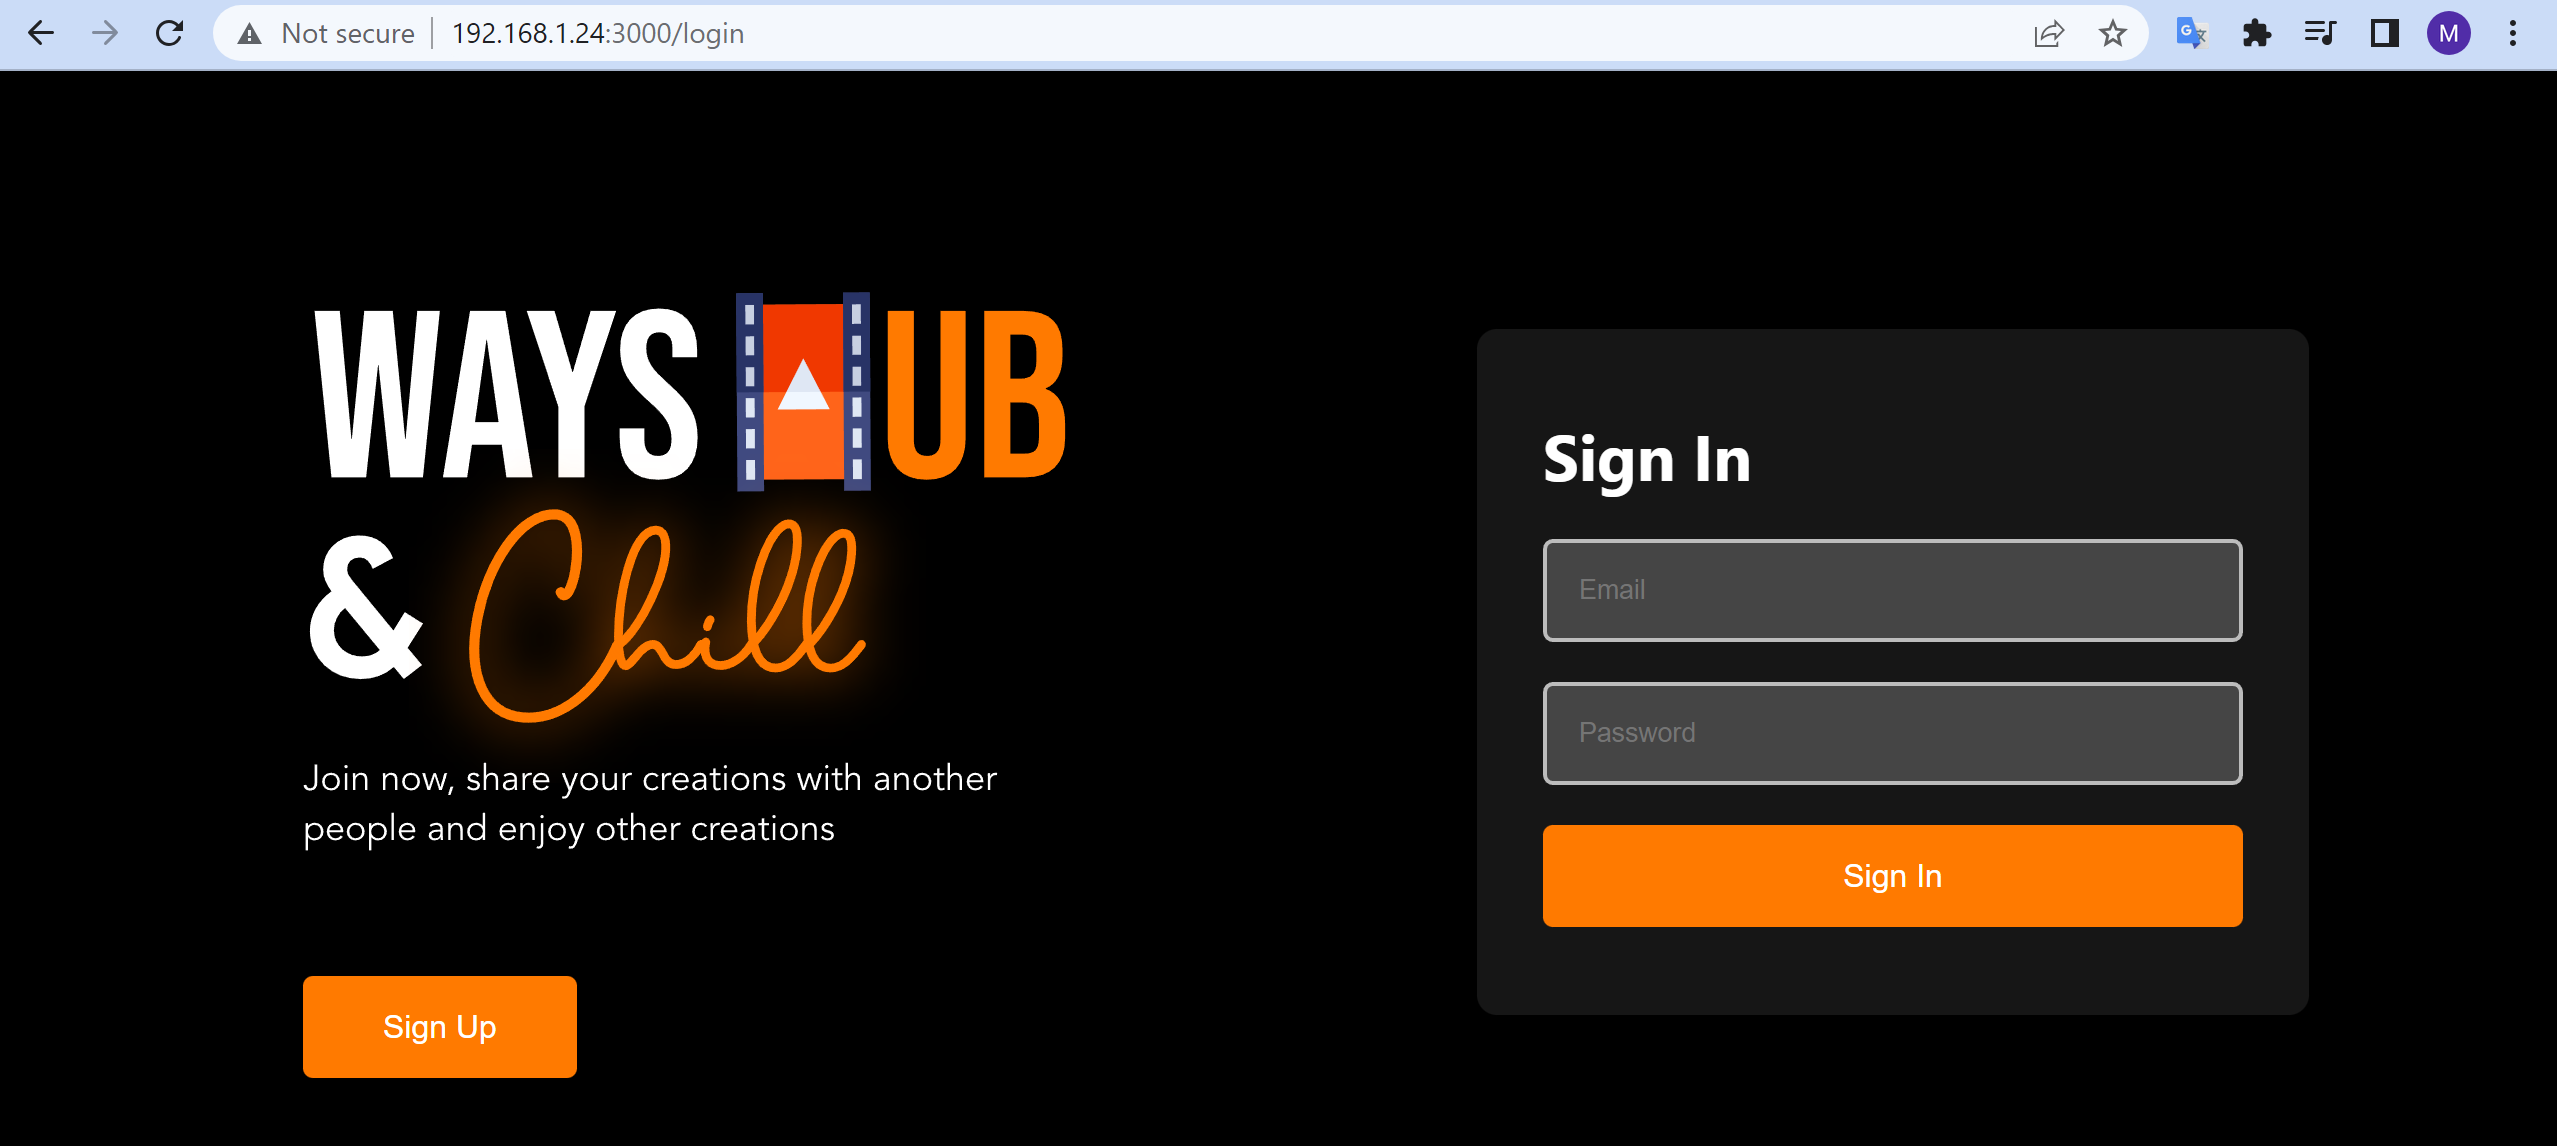 Not secure
192.168.1.24:3000/login
M
WAYS HUB
& Chill
Join now, share your creations with another
people and enjoy other creations
Sign Up
Sign In
Email
Password
Sign In